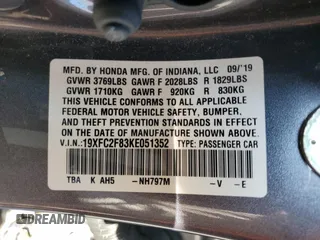 MFD. BY HONDA MFG. OF INDIANA, LLC 09/'19
GVWR 3769LBS GAWR F 2028LBS R 1829LBS
GVWR 1710KG GAWR F 920KG R 830KG
THIS VEHICLE CONFORMS TO ALL APPLICABLE
FEDERAL MOTOR VEHICLE SAFETY, BUMPER, AND
THEFT PREVENTION STANDARDS IN EFFECT ON THE
DATE OF MANUFACTURE SHOWN ABOVE.
V.I.N.: 19XFC2F83KE051352 TYPE: PASSENGER CAR
TBA K AH5 -NH797M -V -E
AUTOBIDMASTER